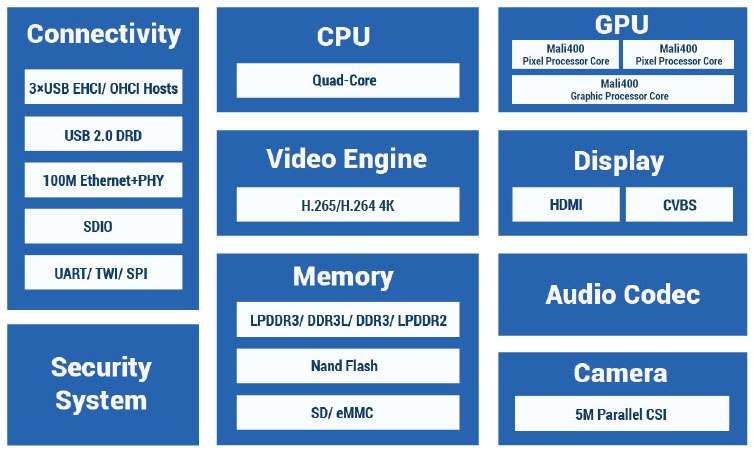 Connectivity
3×USB EHCI/ OHCI Hosts
USB 2.0 DRD
100M Ethernet+PHY
SDIO
UART/ TWI/ SPI
Security
System
CPU
Quad-Core
Video Engine
H.265/H.264 4K
Memory
LPDDR3/ DDR3L/ DDR3/ LPDDR2
Nand Flash
SD/ eMMC
GPU
Mali400
Pixel Processor Core
Mali400
Pixel Processor Core
Mali400
Graphic Processor Core
Display
HDMI
CVBS
Audio Codec
Camera
5M Parallel CSI